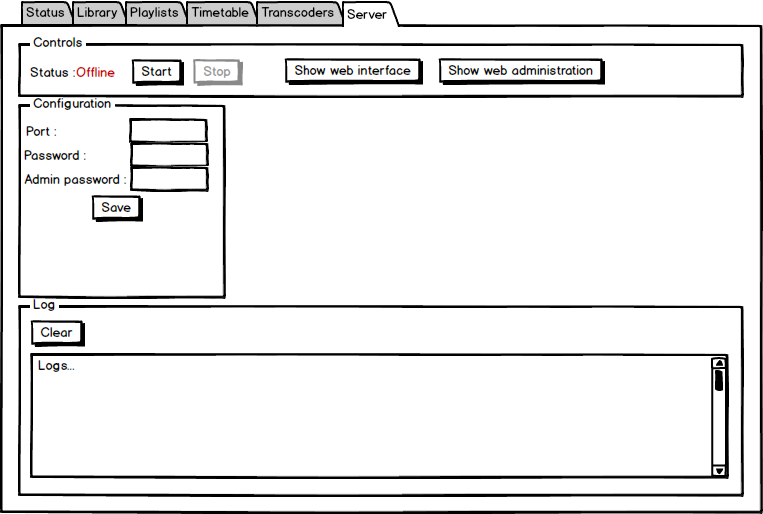 Status Library Playlists Timetable Transcoders Server
Controls
Status :Offline Start Stop Show web interface Show web administration
Configuration
Port :
Password :
Admin password :
Save
Log
Clear
Logs...